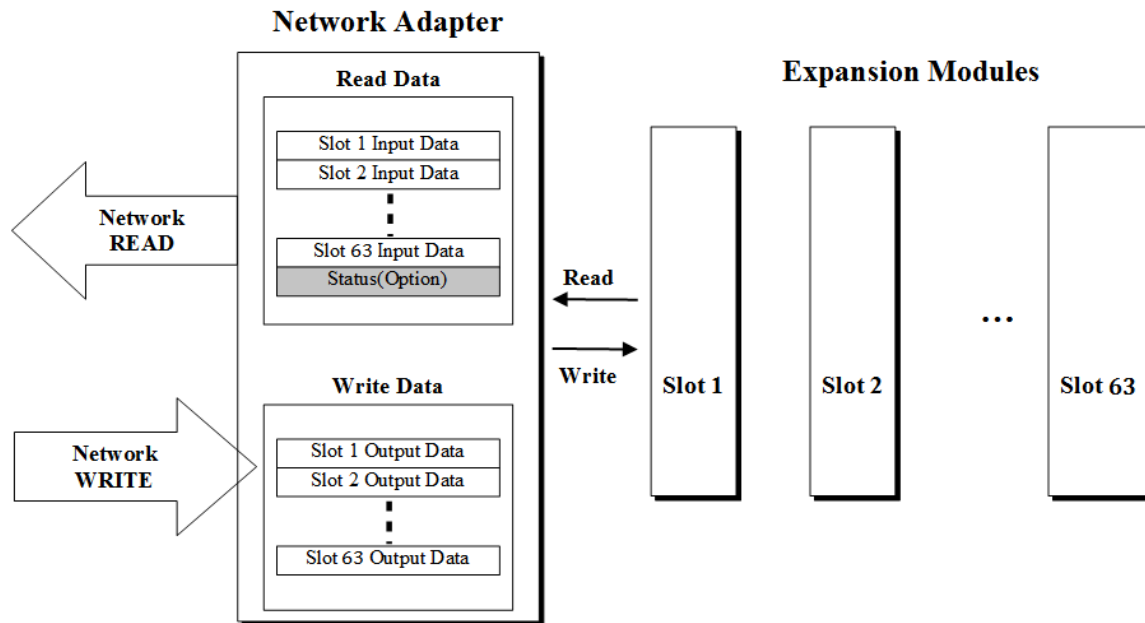 Network Adapter
Read Data
Slot 1 Input Data
Slot 2 Input Data
Slot 63 Input Data
Status(Option)
Network
READ
Write Data
Slot 1 Output Data
Slot 2 Output Data
Slot 63 Output Data
Network
WRITE
Read
Write
Expansion Modules
Slot 1
Slot 2
...
Slot 63